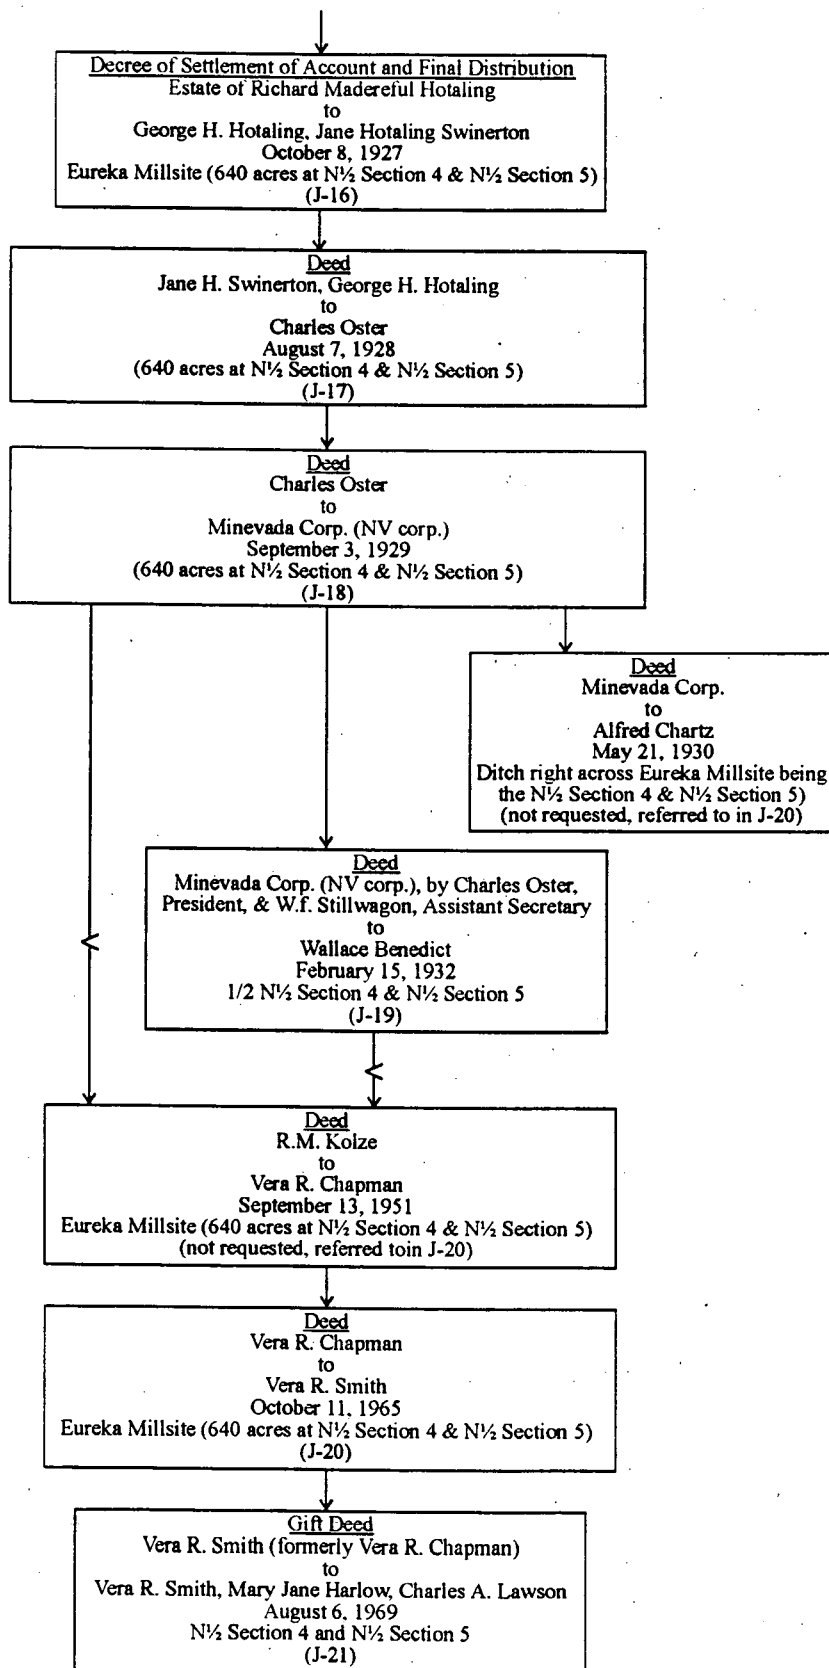 Decree of Settlement of Account and Final Distribution
Estate of Richard Madereful Hotaling
to
George H. Hotaling, Jane Hotaling Swinerton
October 8, 1927
Eureka Millsite (640 acres at N½ Section 4 & N½ Section 5)
(J-16)
Deed
Jane H. Swinerton, George H. Hotaling
to
Charles Oster
August 7, 1928
(640 acres at N½ Section 4 & N½ Section 5)
(J-17)
Deed
Charles Oster
to
Minevada Corp. (NV corp.)
September 3, 1929
(640 acres at N½ Section 4 & N½ Section 5)
(J-18)
Deed
Minevada Corp.
to
Alfred Chartz
May 21, 1930
Ditch right across Eureka Millsite being
the N½ Section 4 & N½ Section 5)
(not requested, referred to in J-20)
Deed
Minevada Corp. (NV corp.), by Charles Oster,
President, & W.f. Stillwagon, Assistant Secretary
to
Wallace Benedict
February 15, 1932
1/2 N½ Section 4 & N½ Section 5
(J-19)
Deed
R.M. Kolze
to
Vera R. Chapman
September 13, 1951
Eureka Millsite (640 acres at N½ Section 4 & N½ Section 5)
(not requested, referred toin J-20)
Deed
Vera R. Chapman
to
Vera R. Smith
October 11, 1965
Eureka Millsite (640 acres at N½ Section 4 & N½ Section 5)
(J-20)
Gift Deed
Vera R. Smith (formerly Vera R. Chapman)
to
Vera R. Smith, Mary Jane Harlow, Charles A. Lawson
August 6, 1969
N½ Section 4 and N½ Section 5
(J-21)